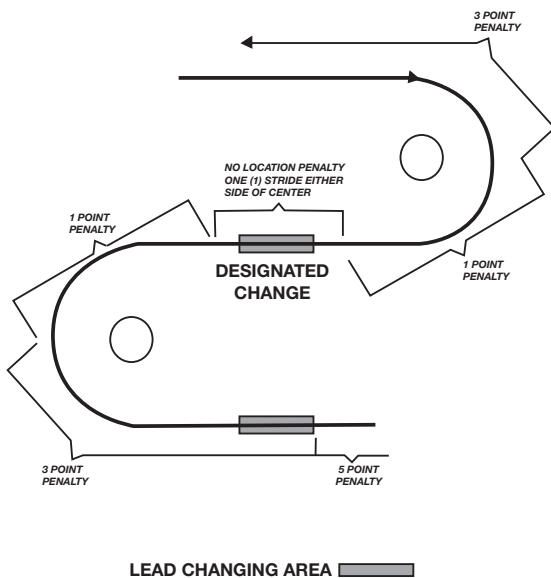 3 POINT
PENALTY
NO LOCATION PENALTY
ONE (1) STRIDE EITHER
SIDE OF CENTER
1 POINT
PENALTY
DESIGNATED
CHANGE
1 POINT
PENALTY
3 POINT
PENALTY
5 POINT
PENALTY
LEAD CHANGING AREA